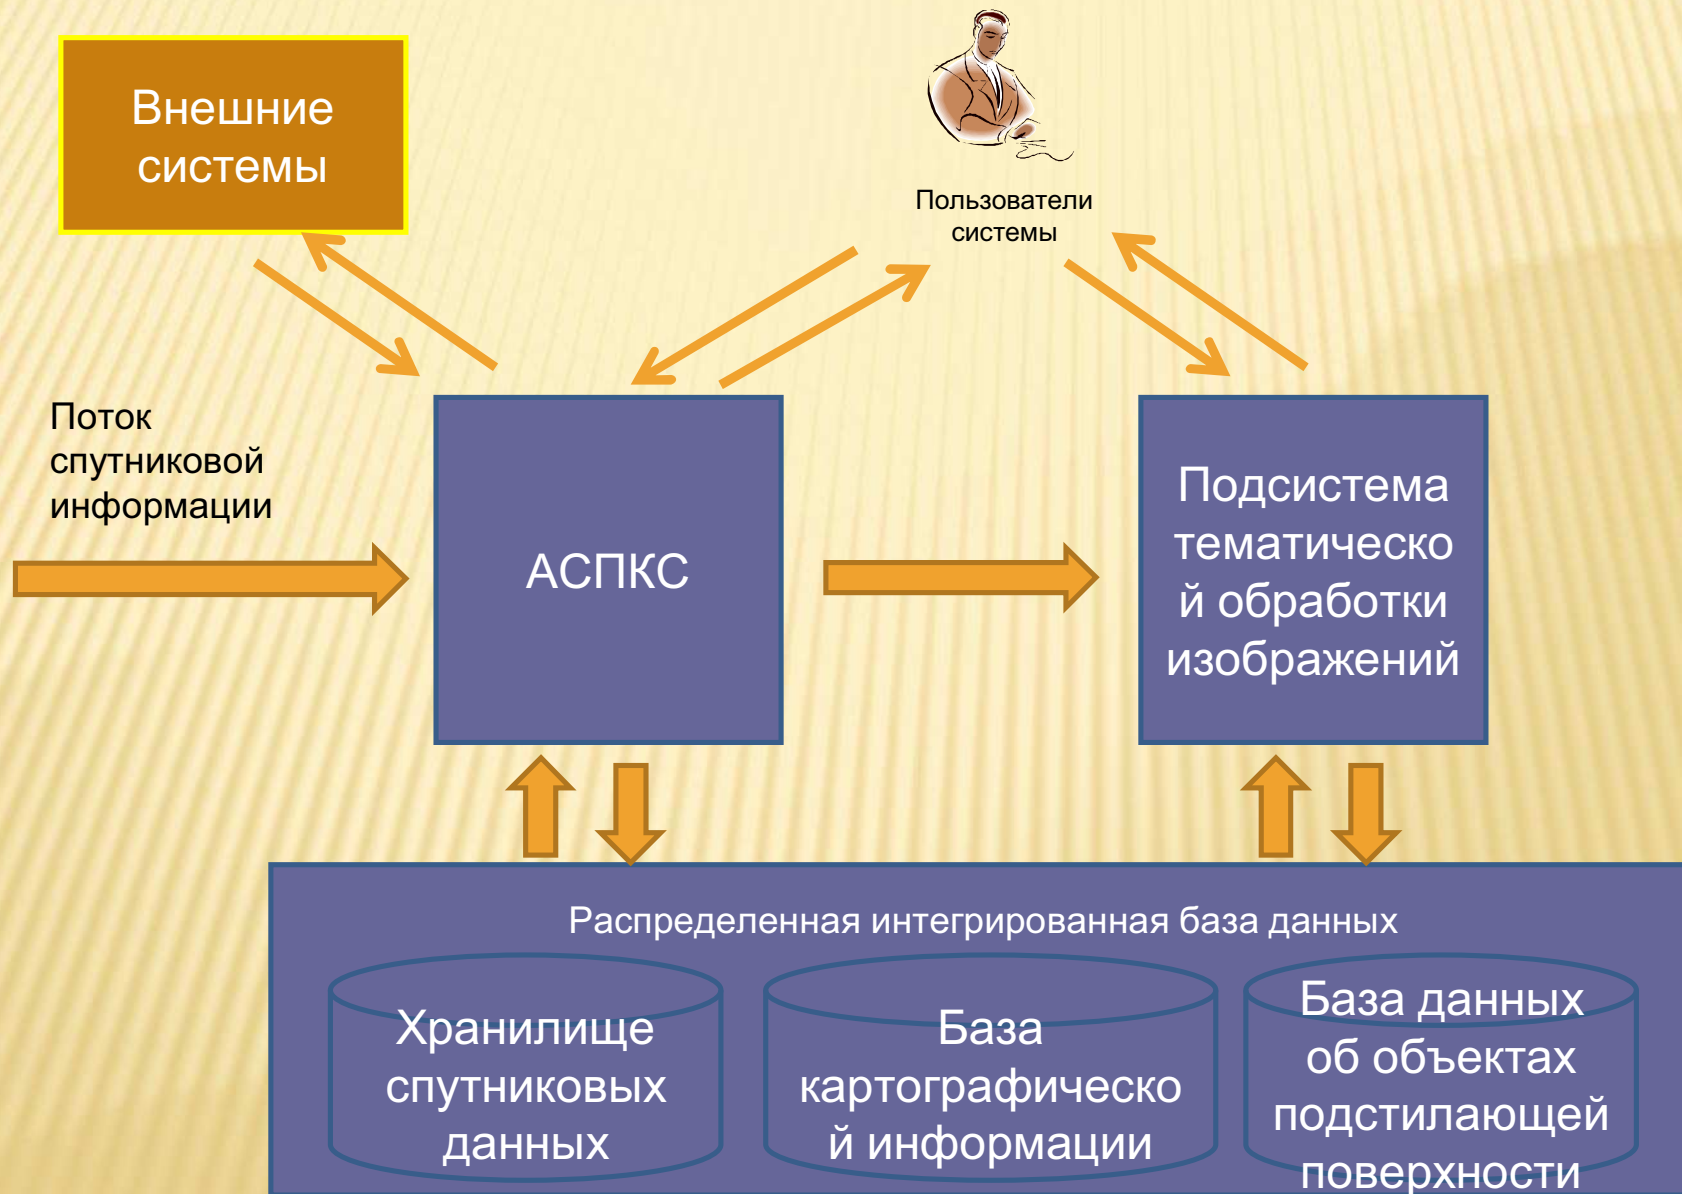 Внешние
системы
Пользователи
системы
Поток
спутниковой
информации
АСПКС
Подсистема
тематическо
й обработки
изображений
Распределенная интегрированная база данных
Хранилище
спутниковых
данных
База
картографическо
й информации
База данных
об объектах
подстилающей
поверхности